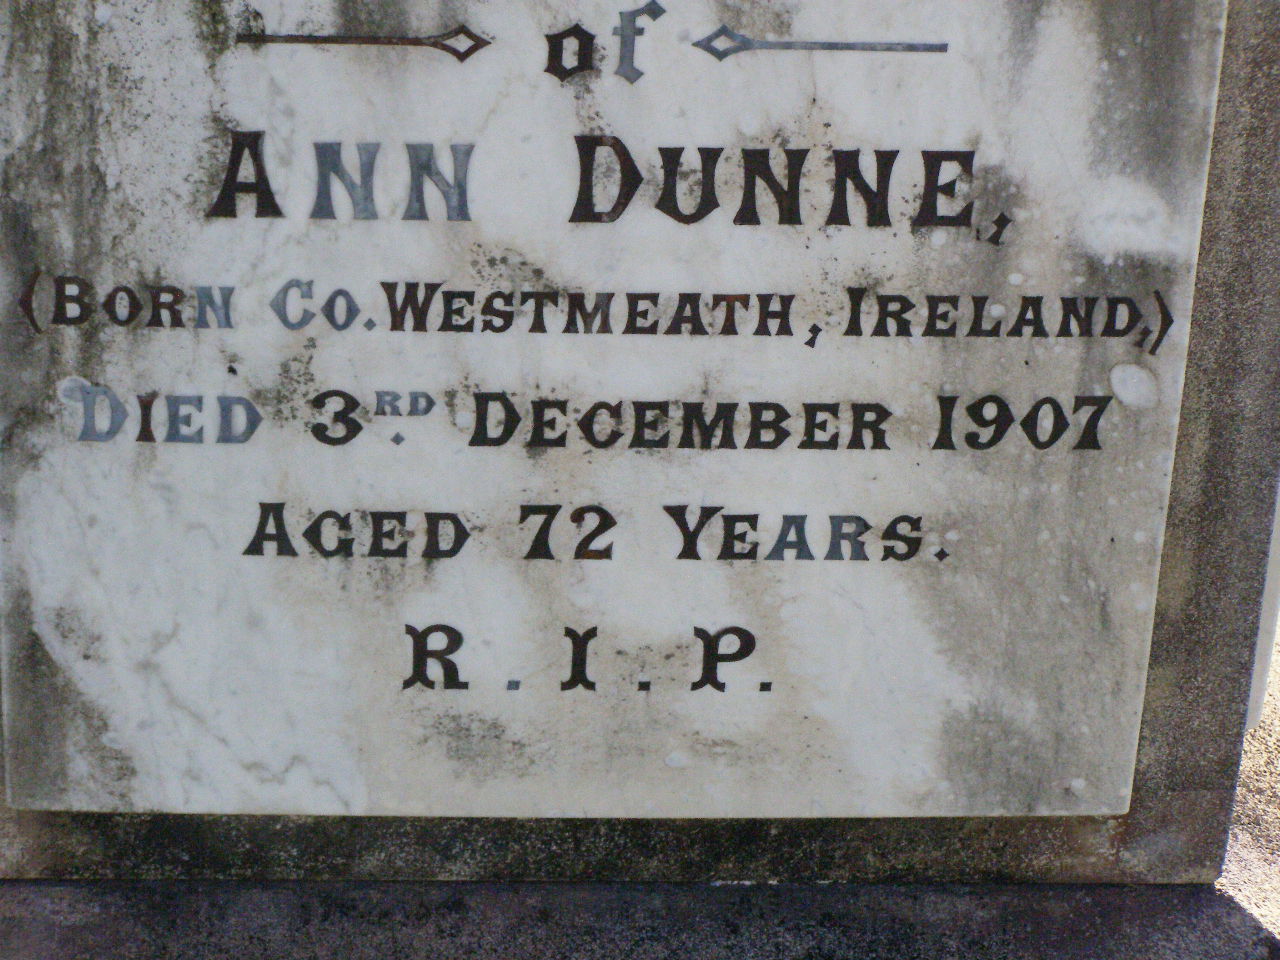 of
ANN DUNNE,
(BORN CO. WESTMEATH, IRELAND,)
DIED 3RD. DECEMBER 1907
AGED 72 YEARS.
R.I.P.